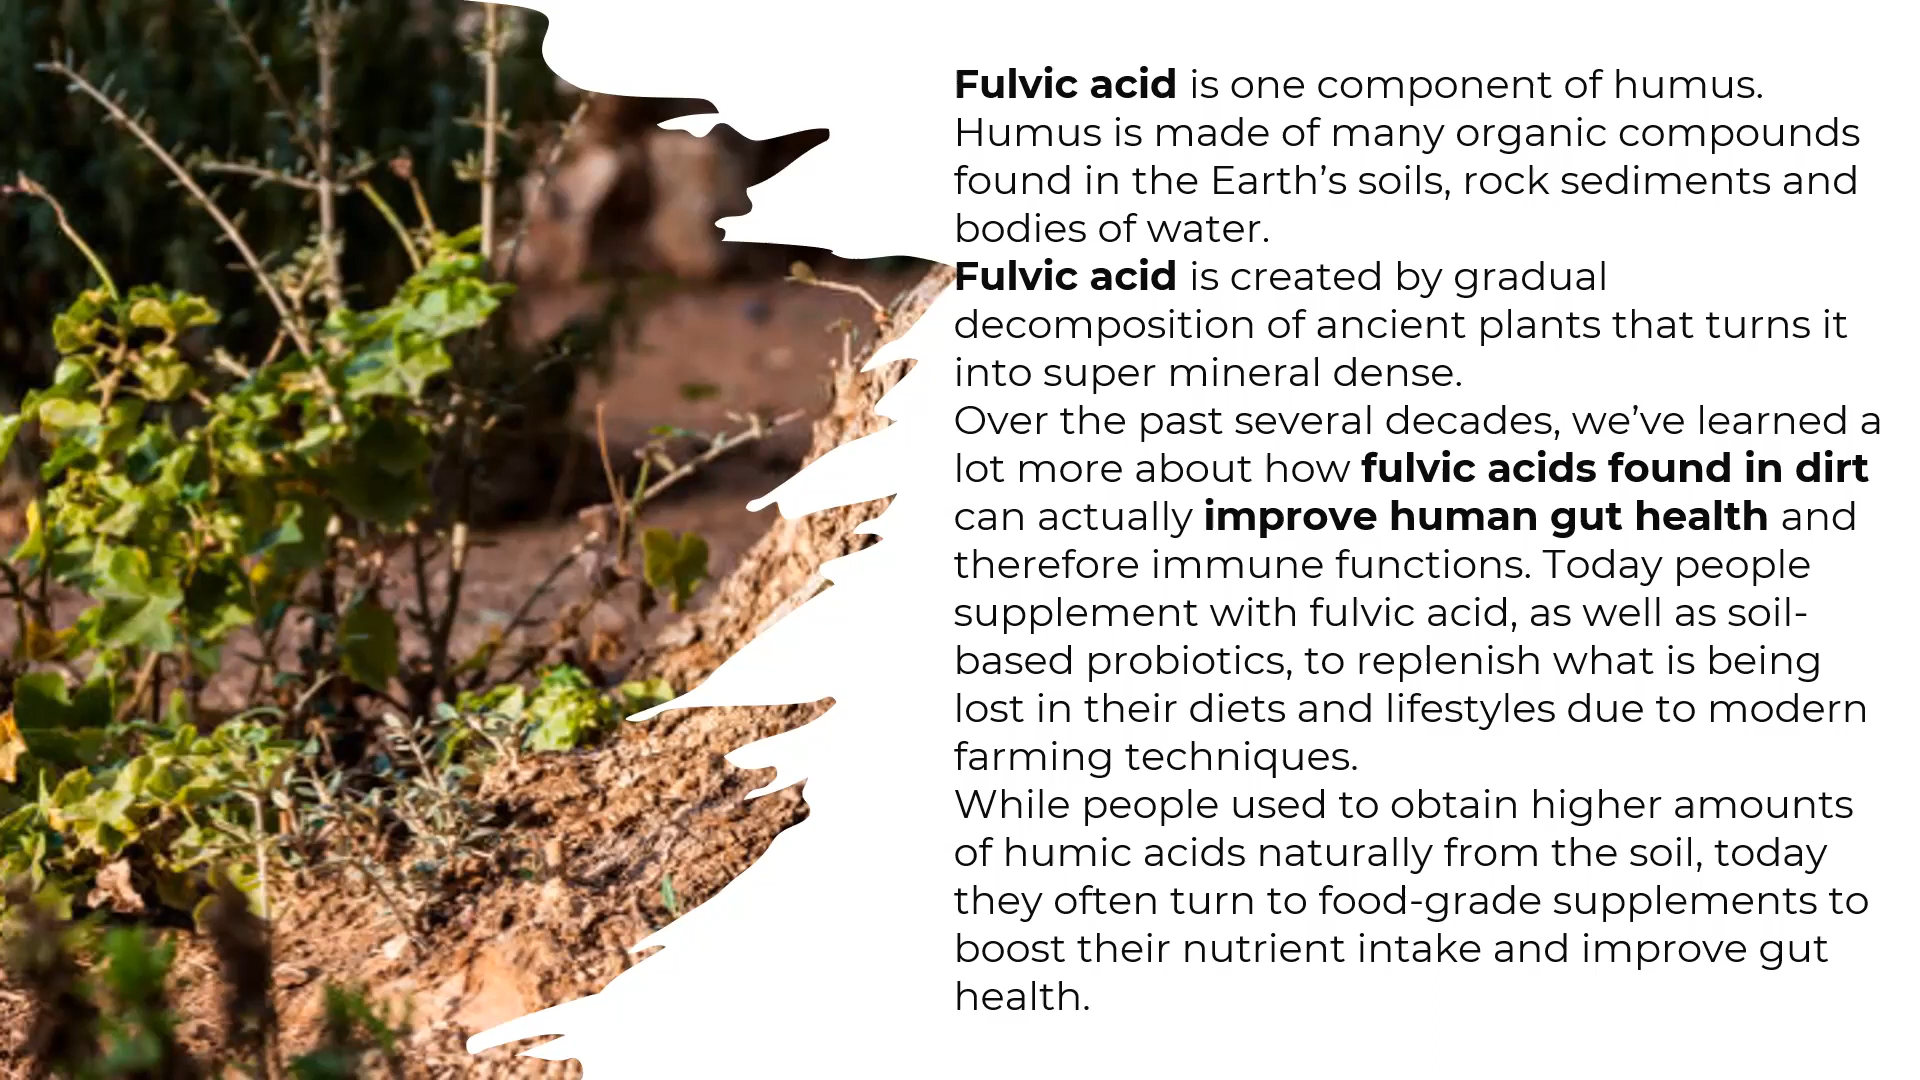 Fulvic acid is one component of humus.
Humus is made of many organic compounds
found in the Earth’s soils, rock sediments and
bodies of water.
Fulvic acid is created by gradual
decomposition of ancient plants that turns it
into super mineral dense.
Over the past several decades, we’ve learned a
lot more about how fulvic acids found in dirt
can actually improve human gut health and
therefore immune functions. Today people
supplement with fulvic acid, as well as soil-
based probiotics, to replenish what is being
lost in their diets and lifestyles due to modern
farming techniques.
While people used to obtain higher amounts
of humic acids naturally from the soil, today
they often turn to food-grade supplements to
boost their nutrient intake and improve gut
health.